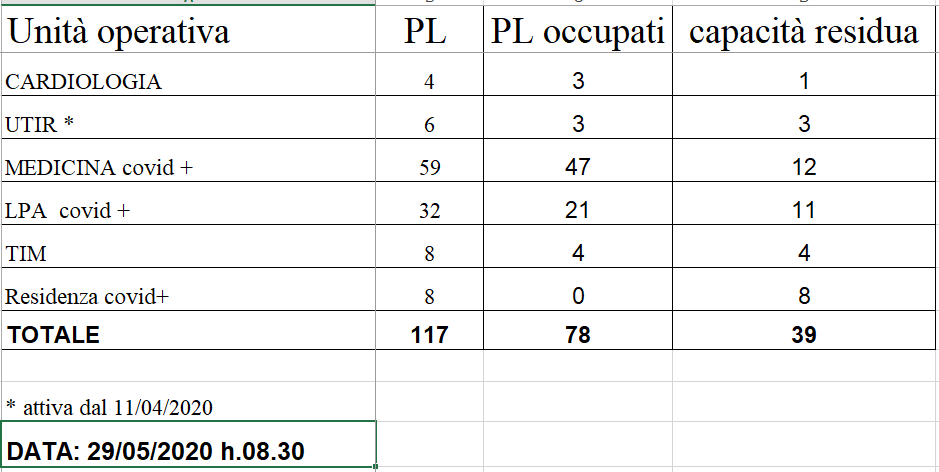 Unità operativa PL PL occupati capacità residua
CARDIOLOGIA 4 3 1
UTIR * 6 3 3
MEDICINA covid + 59 47 12
LPA covid + 32 21 11
TIM 8 4 4
Residenza covid+ 8 0 8
TOTALE 117 78 39
* attiva dal 11/04/2020
DATA: 29/05/2020 h.08.30